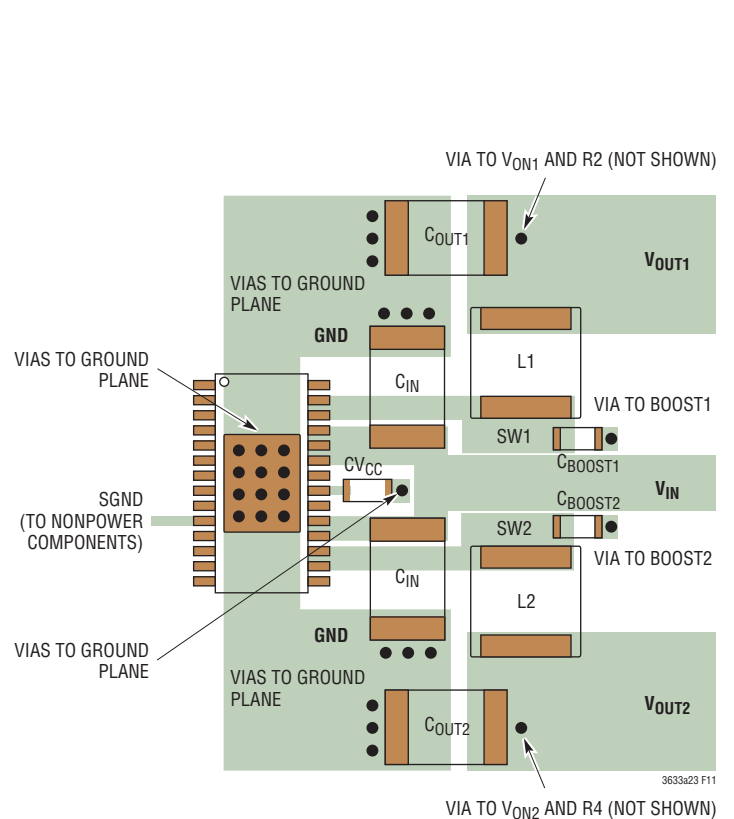 VIA TO VON1 AND R2 (NOT SHOWN)
COUT1
VOUT1
VIAS TO GROUND
PLANE
GND
VIAS TO GROUND
PLANE
L1
CIN
VIA TO BOOST1
SW1
CBOOST1
CVCC
VIN
SGND
(TO NONPOWER
COMPONENTS)
CBOOST2
SW2
VIA TO BOOST2
CIN
L2
GND
VIAS TO GROUND
PLANE
VIAS TO GROUND
PLANE
VOUT2
COUT2
3633a23 F11
VIA TO VON2 AND R4 (NOT SHOWN)